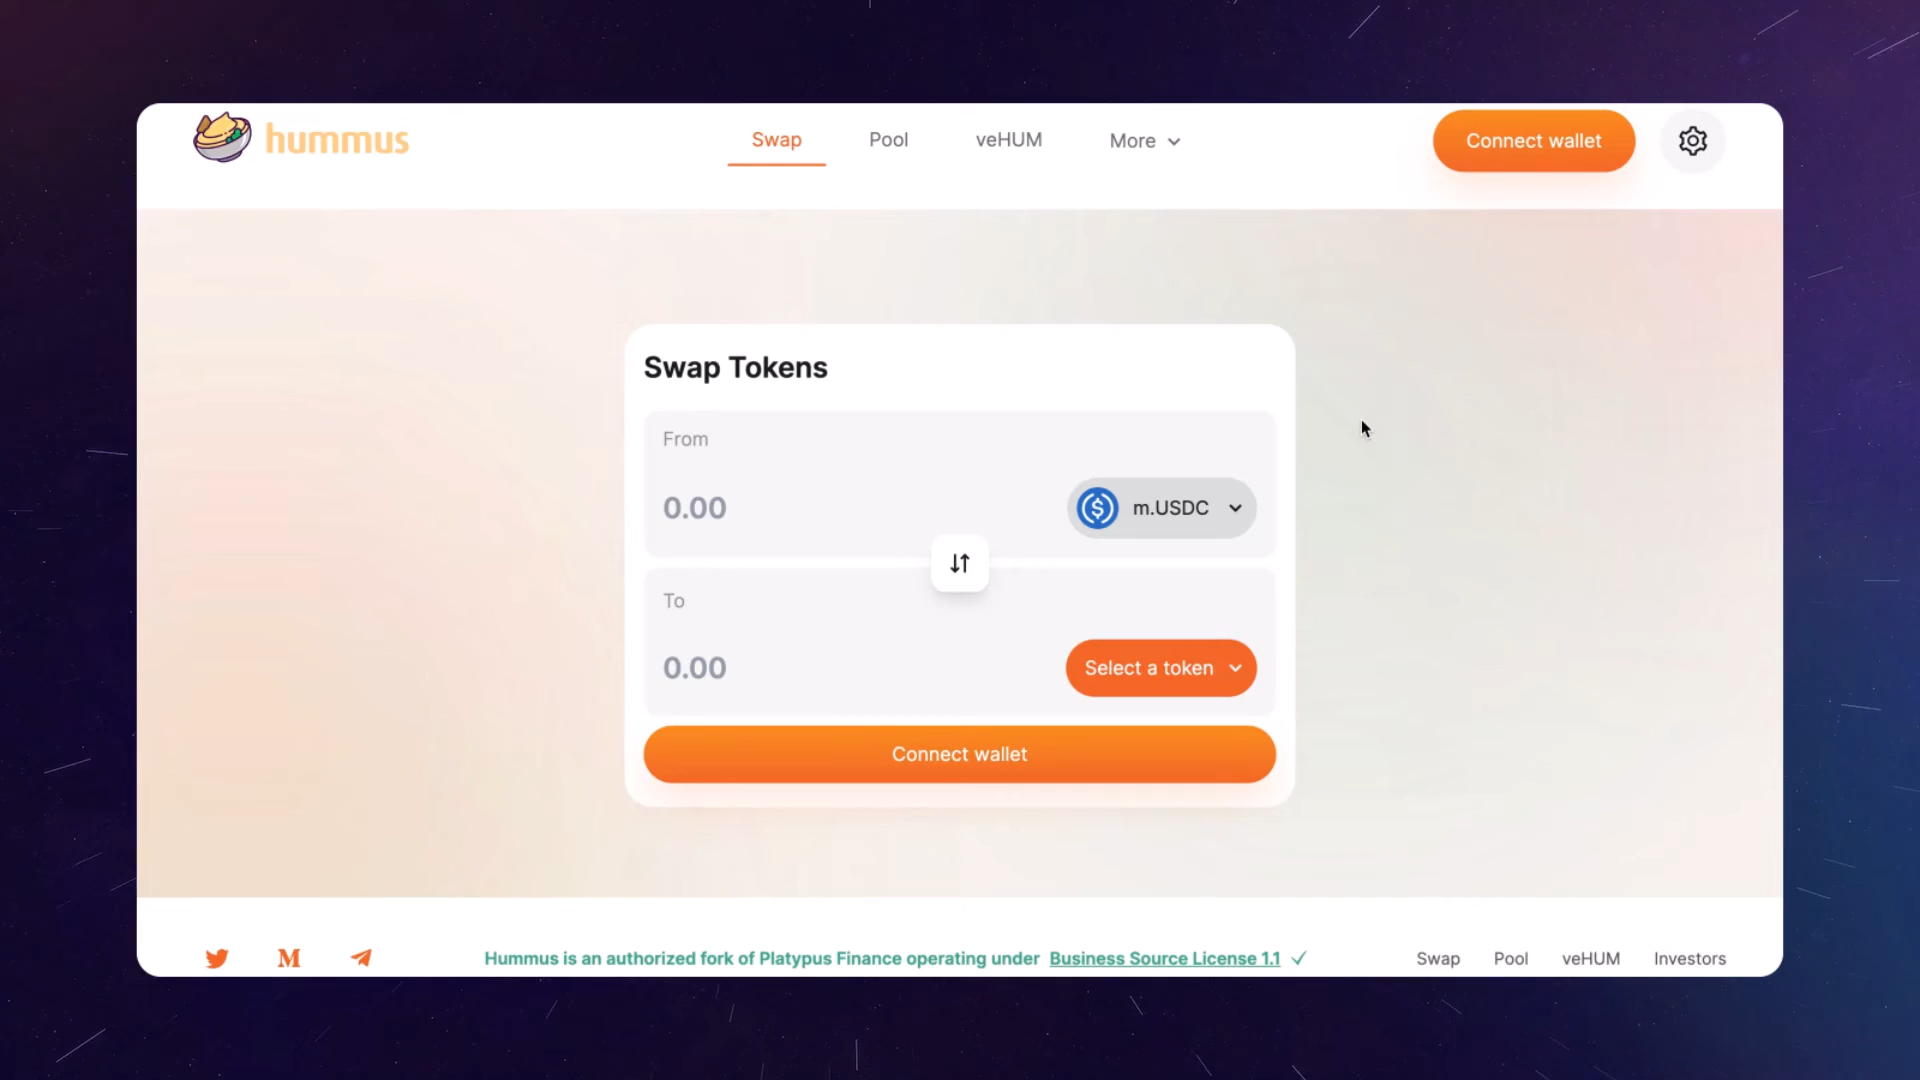 hummus
Swap
Pool
veHUM
More
Connect wallet
Swap Tokens
From
0.00
m.USDC
To
0.00
Select a token
Connect wallet
Hummus is an authorized fork of Platypus Finance operating under Business Source License 1.1 ✓
Swap
Pool
veHUM
Investors